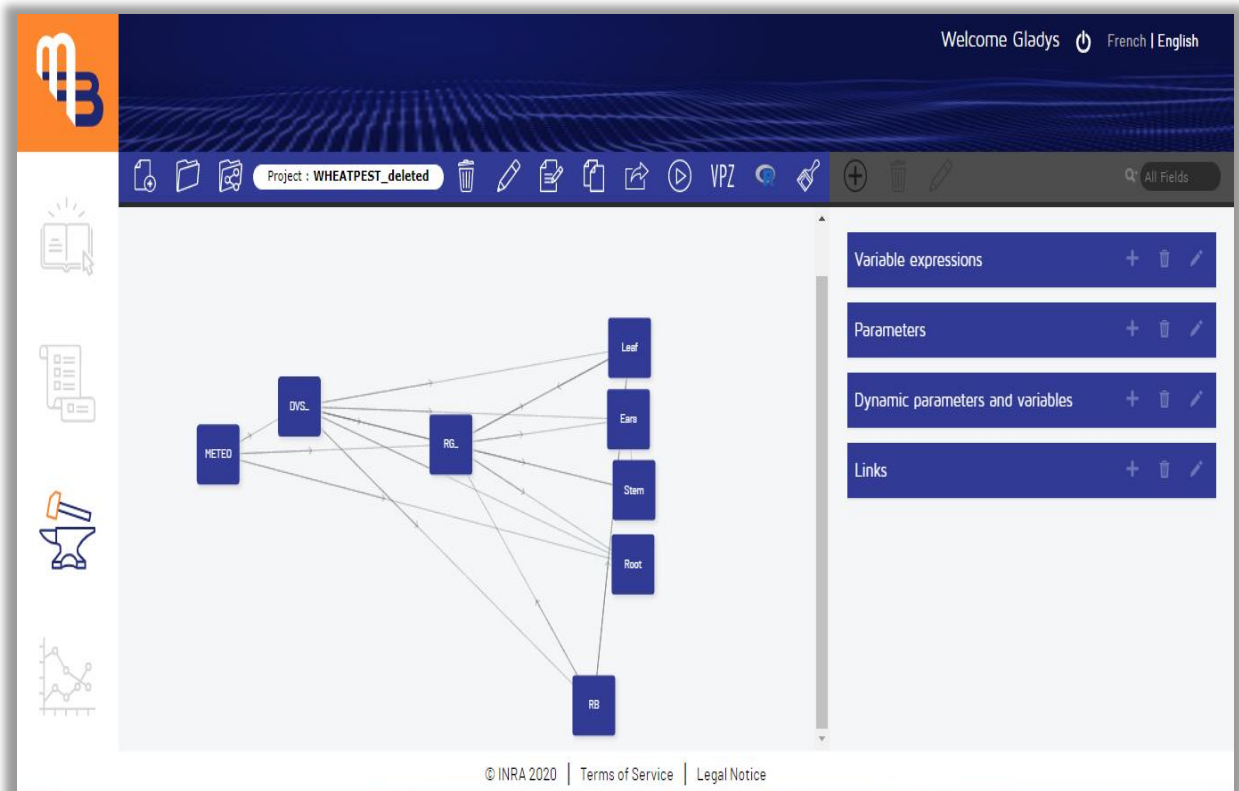 Welcome Gladys French | English
Project : WHEATPEST_deleted VPZ All Fields
Variable expressions
Parameters
Dynamic parameters and variables
Links
Leaf
DVS_
Ears
RG_
METEO
Stem
Root
RB
© INRA 2020 | Terms of Service | Legal Notice